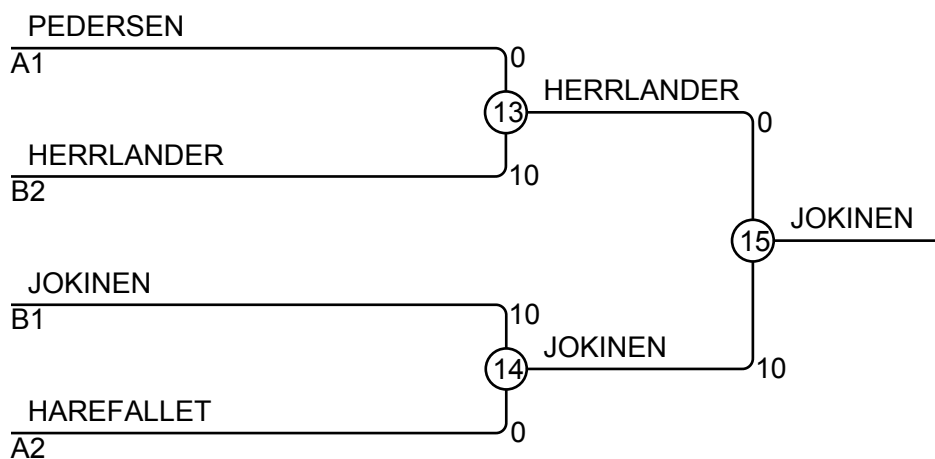 PEDERSEN
A1
0
13
HERRLANDER
0
HERRLANDER
B2
10
15
JOKINEN
JOKINEN
B1
10
14
JOKINEN
10
HAREFALLET
A2
0